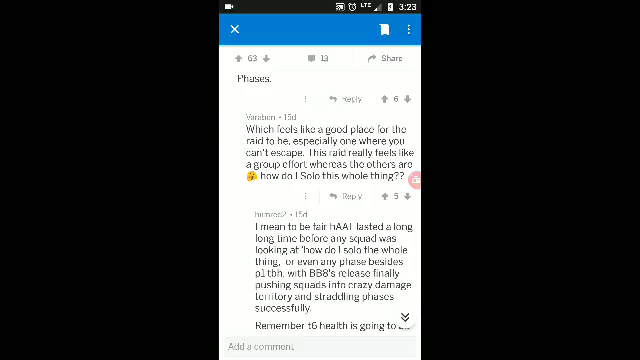 LTE 3:23
63 13 Share
Phases.
Reply 6
Varaben • 15d
Which feels like a good place for the
raid to be, especially one where you
can't escape. This raid really feels like
a group effort whereas the others are
🤔 how do I Solo this whole thing??
Reply 5
• 15d
I mean to be fair hAAT lasted a long
long time before any squad was
looking at 'how do I solo the whole
thing, or even any phase besides
p1 tbh, with BB8's release finally
pushing squads into crazy damage
territory and straddling phases
successfully.
Remember t6 health is going to
Add a comment